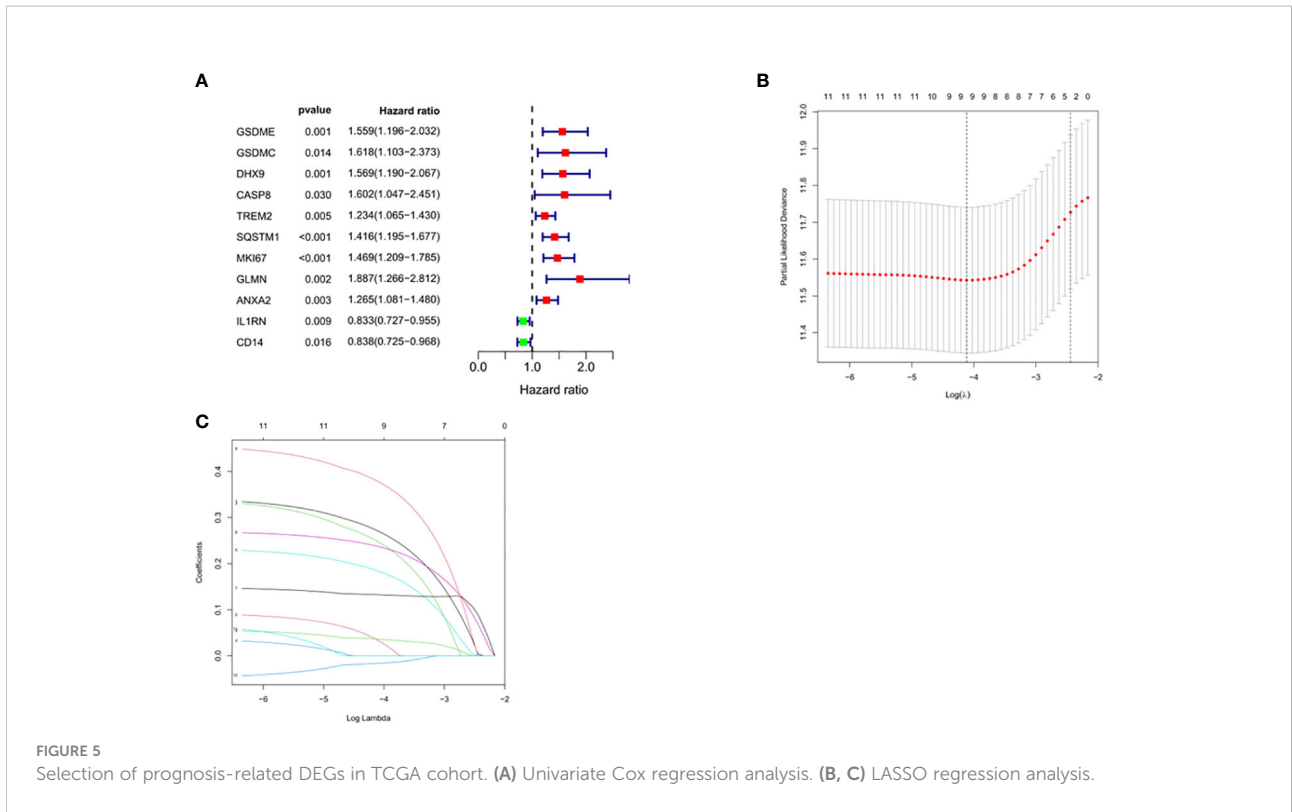 A
pvalue Hazard ratio
GSDME 0.001 1.559(1.196−2.032)
GSDMC 0.014 1.618(1.103−2.373)
DHX9 0.001 1.569(1.190−2.067)
CASP8 0.030 1.602(1.047−2.451)
TREM2 0.005 1.234(1.065−1.430)
SQSTM1 <0.001 1.416(1.195−1.677)
MKI67 <0.001 1.469(1.209−1.785)
GLMN 0.002 1.887(1.266−2.812)
ANXA2 0.003 1.265(1.081−1.480)
IL1RN 0.009 0.833(0.727−0.955)
CD14 0.016 0.838(0.725−0.968)
0.0 1.0 2.0
Hazard ratio
B
11 11 11 11 11 11 10 9 9 9 9 8 8 8 7 7 6 5 2 0
12.0
11.9
11.8
11.7
11.6
11.5
11.4
Partial Likelihood Deviance
−6 −5 −4 −3 −2
Log(λ)
C
11 11 9 7 0
0.4
0.3
0.2
0.1
0.0
Coefficients
−6 −5 −4 −3 −2
Log Lambda
FIGURE 5
Selection of prognosis-related DEGs in TCGA cohort. (A) Univariate Cox regression analysis. (B, C) LASSO regression analysis.